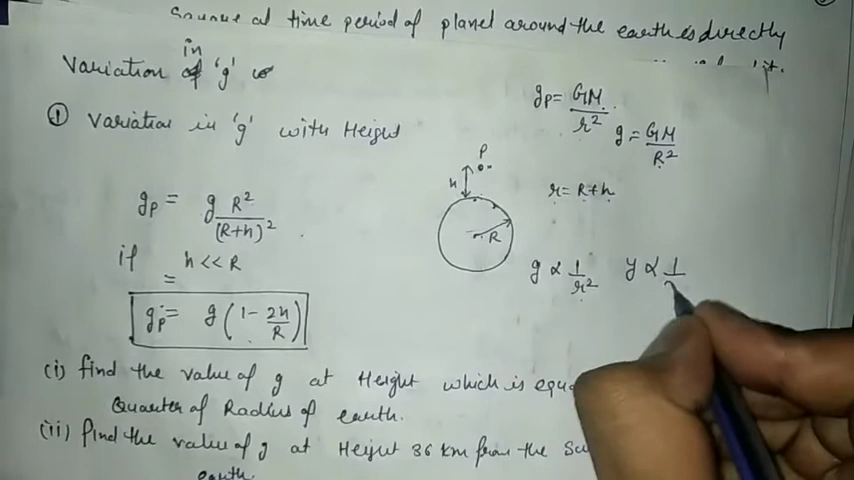 Square of time period of planet around the earth is directly
Variation in 'g'
① Variation in 'g' with Height
gp = GM/r²
g = GM/R²
P
h
R
r = R+h
gp = g R²/(R+h)²
if h << R
g ∝ 1/r² y ∝ 1/
gp = g(1 - 2h/R)
(i) find the value of g at Height which is equ
Quarter of Radius of earth.
(ii) find the value of g at Height 36 km from the Su
earth.